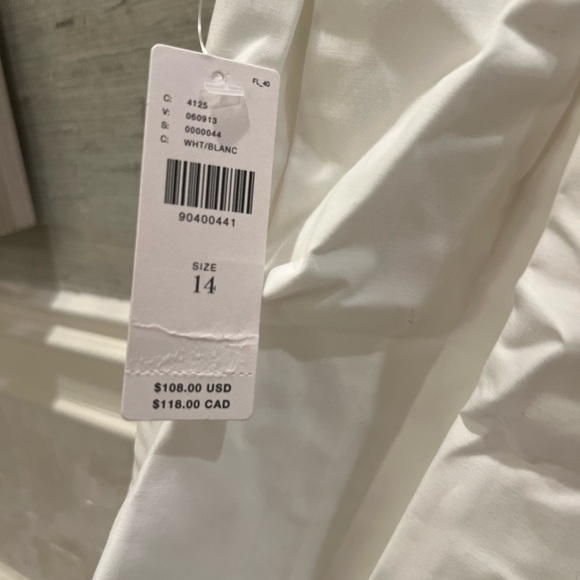 FL_40
C: 4125
V: 060913
S: 0000044
C: WHT/BLANC
90400441
SIZE
14
$108.00 USD
$118.00 CAD